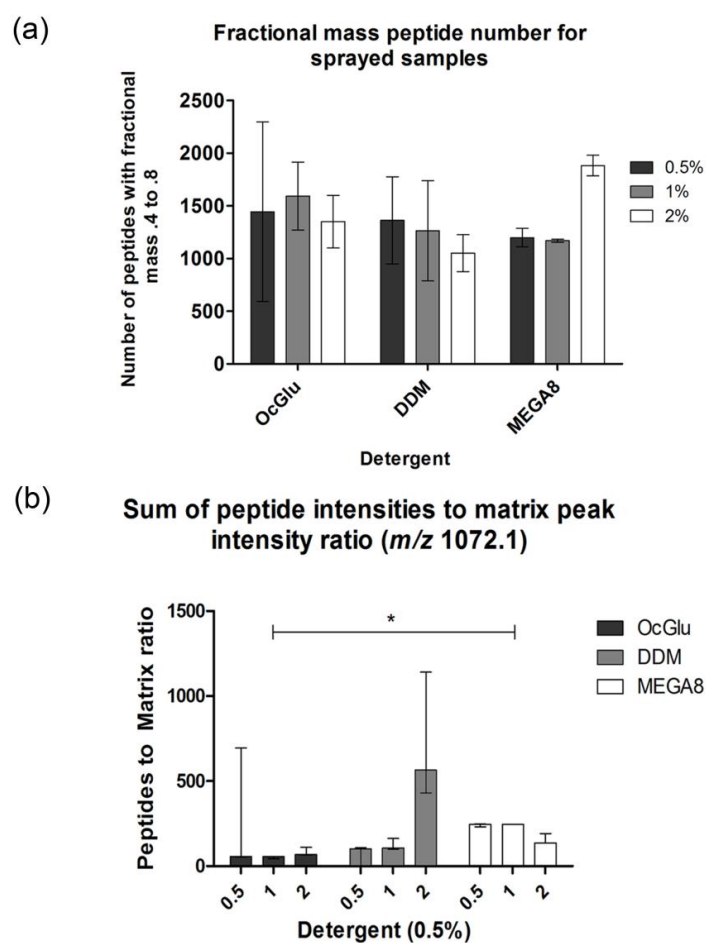 (a)
Fractional mass peptide number for
sprayed samples
Number of peptides with fractional
mass .4 to .8
2500
2000
1500
1000
500
0
0.5%
1%
2%
OcGlu
DDM
MEGA8
Detergent
(b)
Sum of peptide intensities to matrix peak
intensity ratio (m/z 1072.1)
Peptides to Matrix ratio
1500
1000
500
0
*
OcGlu
DDM
MEGA8
0.5 1 2 0.5 1 2 0.5 1 2
Detergent (0.5%)